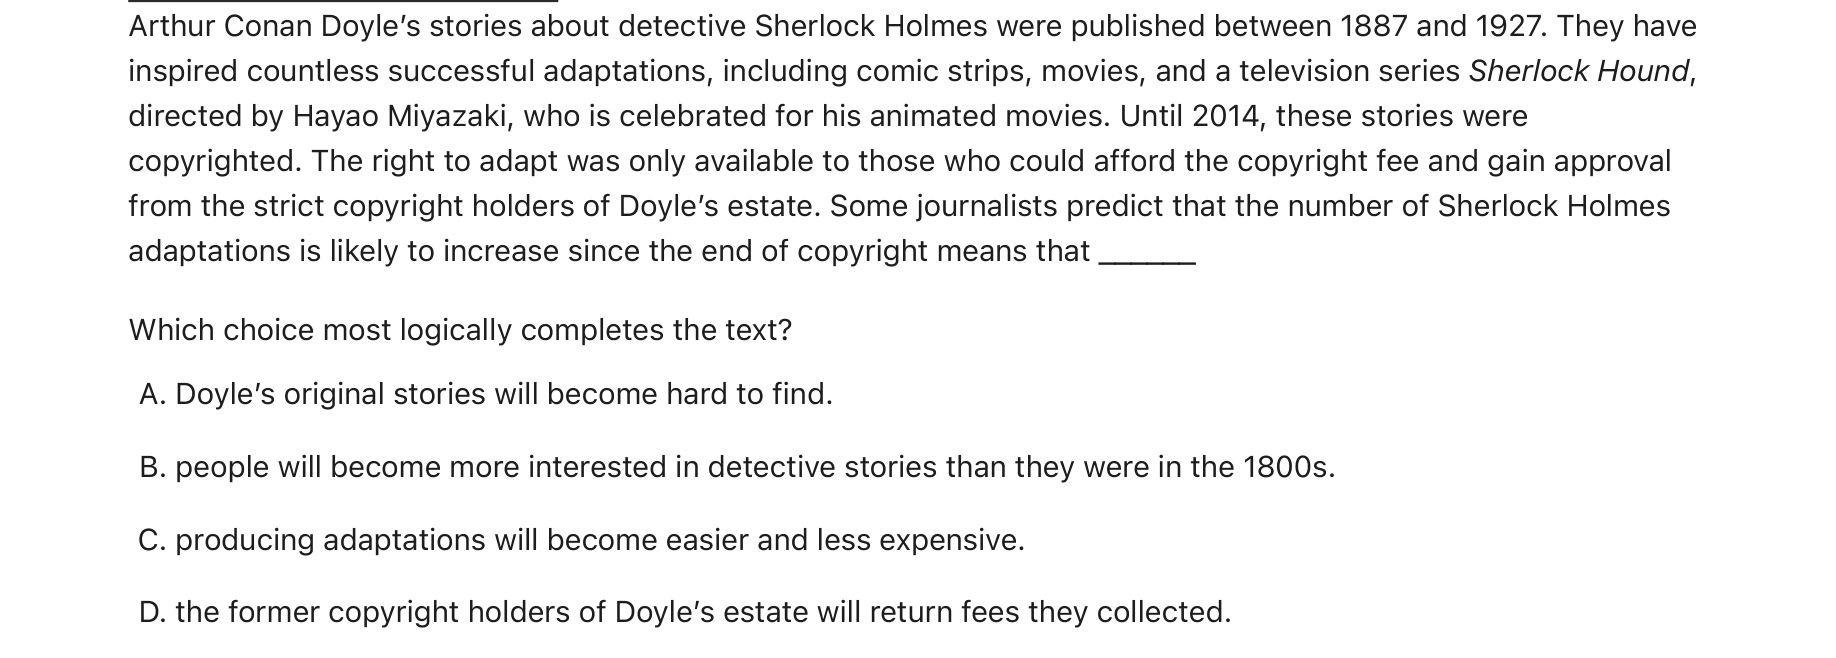 Arthur Conan Doyle’s stories about detective Sherlock Holmes were published between 1887 and 1927. They have
inspired countless successful adaptations, including comic strips, movies, and a television series Sherlock Hound,
directed by Hayao Miyazaki, who is celebrated for his animated movies. Until 2014, these stories were
copyrighted. The right to adapt was only available to those who could afford the copyright fee and gain approval
from the strict copyright holders of Doyle’s estate. Some journalists predict that the number of Sherlock Holmes
adaptations is likely to increase since the end of copyright means that ______
Which choice most logically completes the text?
A. Doyle’s original stories will become hard to find.
B. people will become more interested in detective stories than they were in the 1800s.
C. producing adaptations will become easier and less expensive.
D. the former copyright holders of Doyle’s estate will return fees they collected.